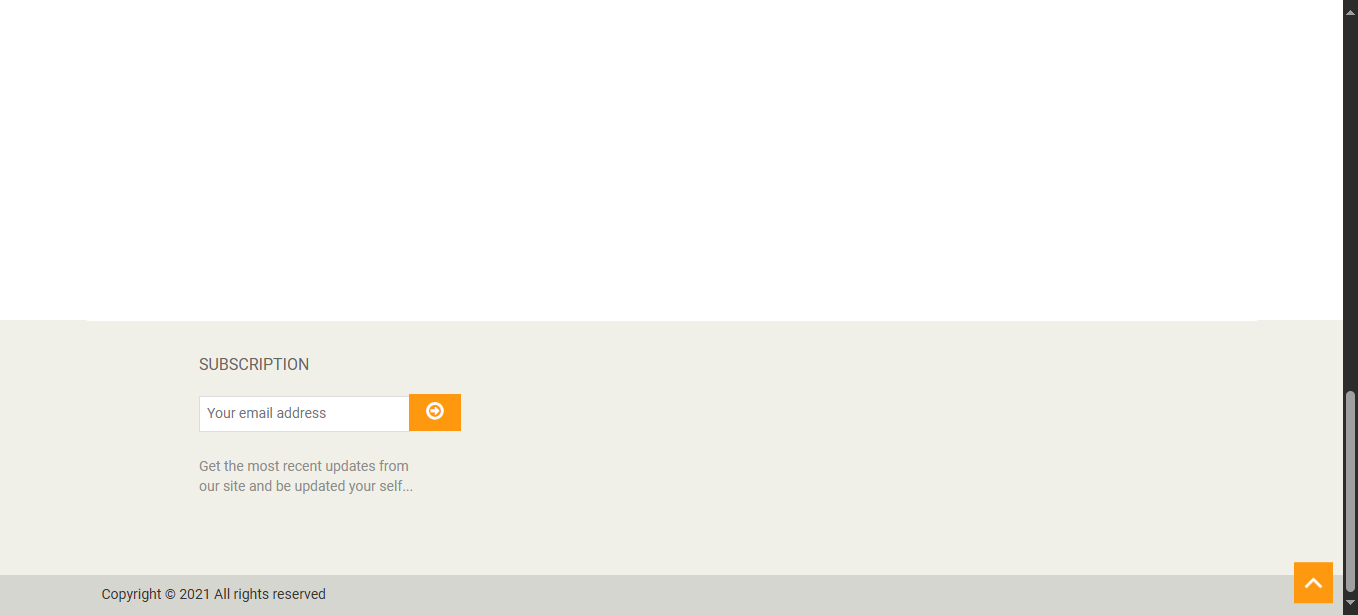 SUBSCRIPTION
Your email address
Get the most recent updates from
our site and be updated your self...
Copyright © 2021 All rights reserved